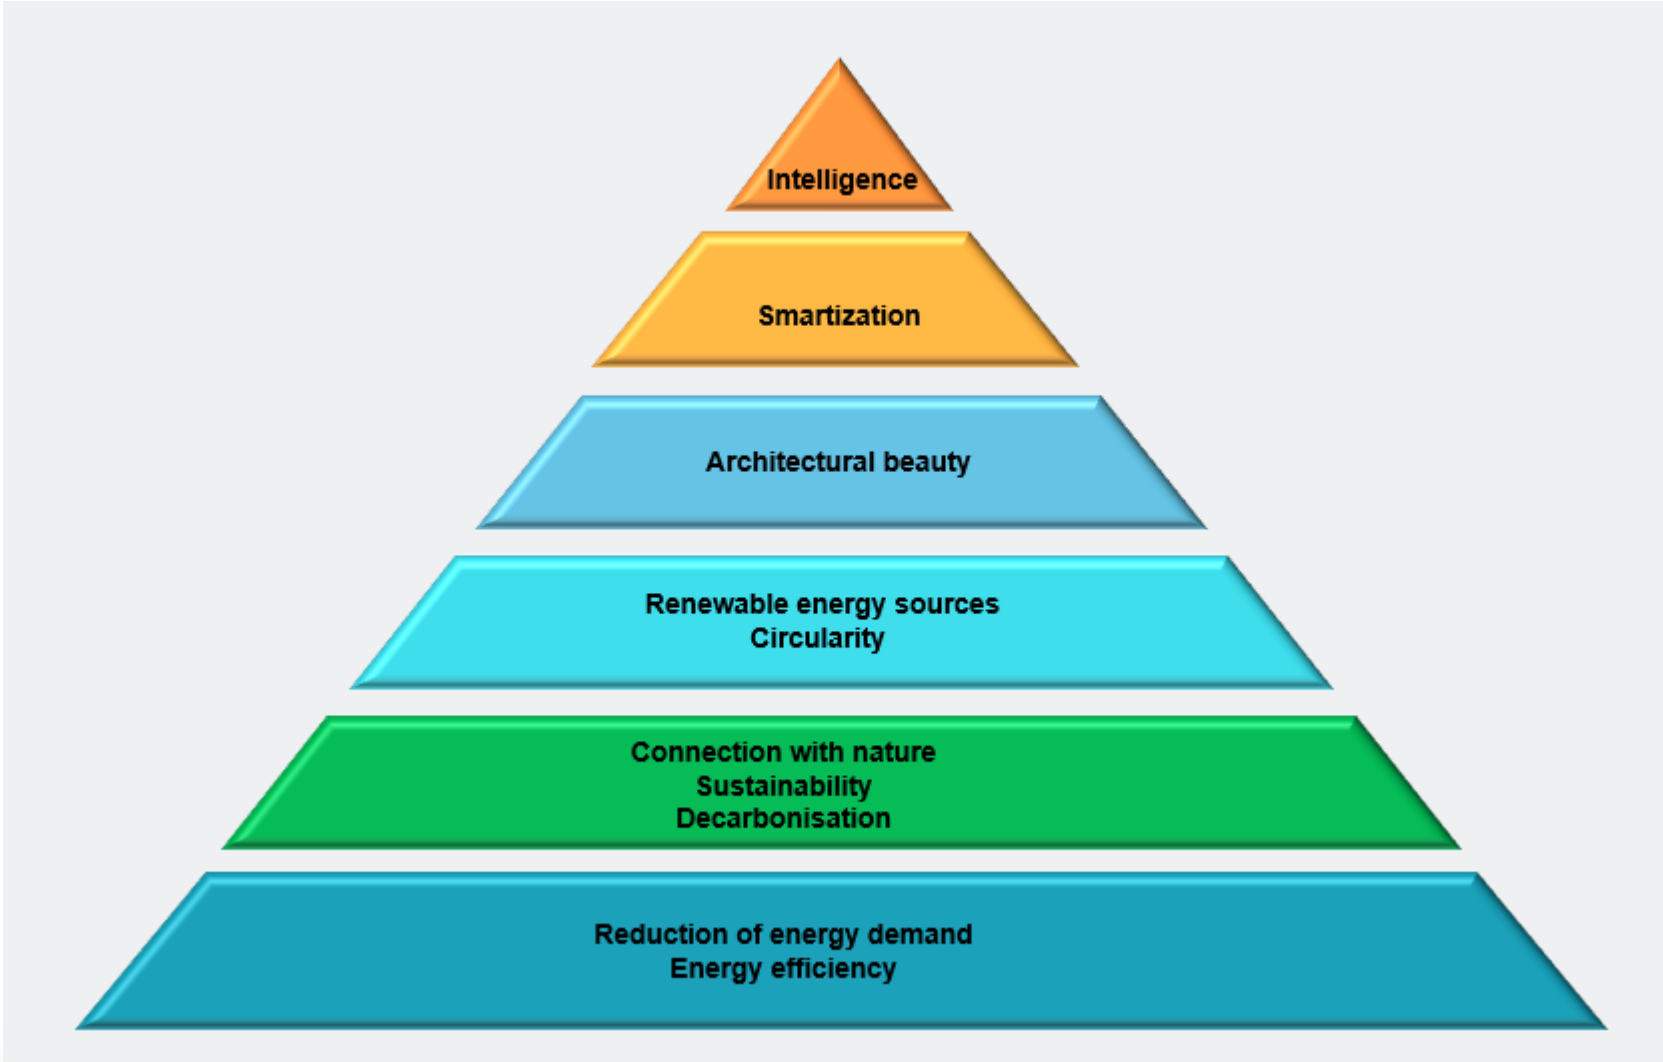 Intelligence
Smartization
Architectural beauty
Renewable energy sources
Circularity
Connection with nature
Sustainability
Decarbonisation
Reduction of energy demand
Energy efficiency